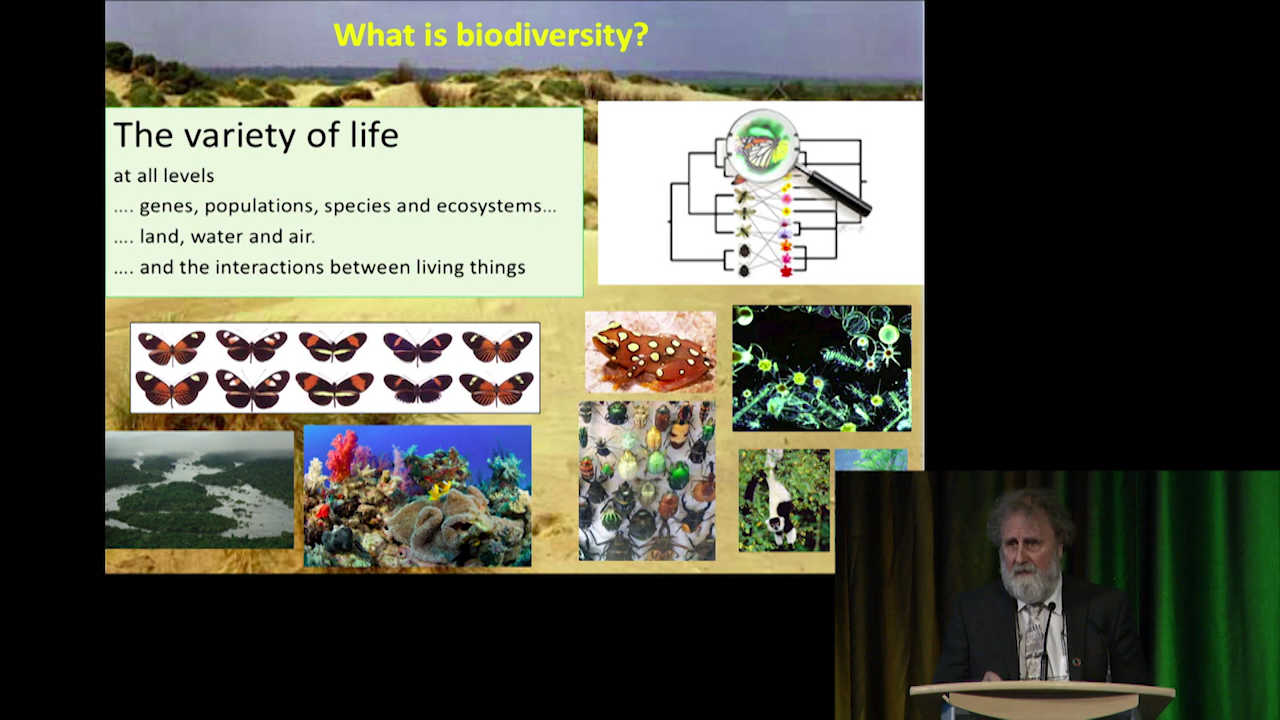 What is biodiversity?
The variety of life
at all levels
.... genes, populations, species and ecosystems...
.... land, water and air.
.... and the interactions between living things